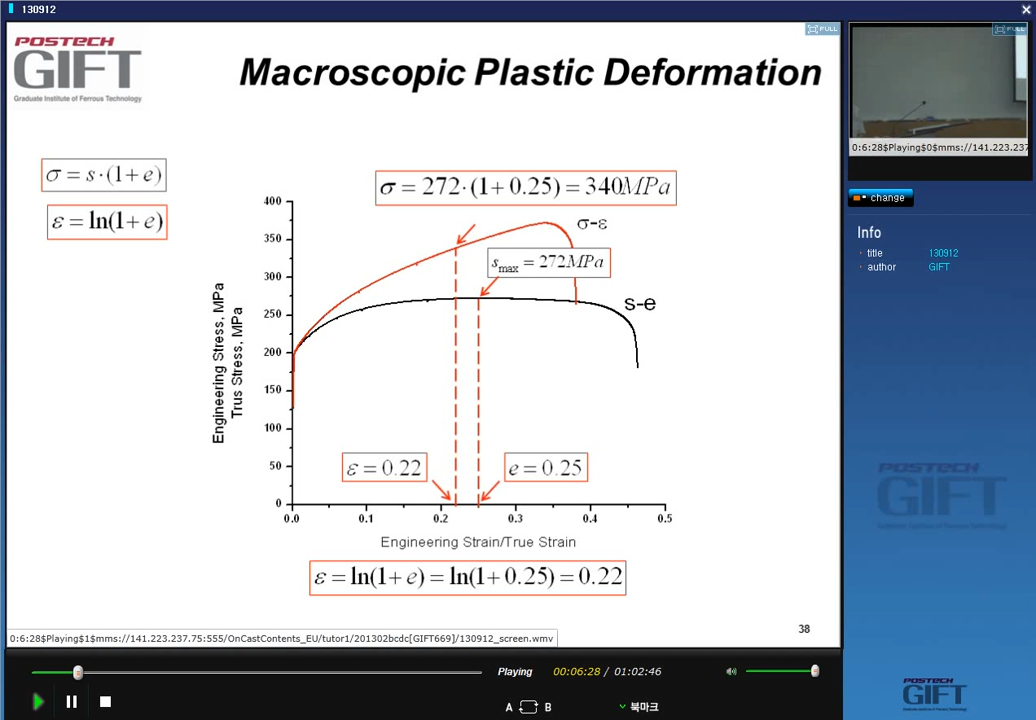 130912
FULL
FULL
POSTECH
GIFT
Graduate Institute of Ferrous Technology
Macroscopic Plastic Deformation
σ = s·(1+e)
ε = ln(1+e)
σ = 272·(1+0.25) = 340MPa
σ-ε
s_max = 272MPa
s-e
400
350
300
250
200
150
100
50
0
Engineering Stress, MPa
Trus Stress, MPa
ε = 0.22
e = 0.25
0.0 0.1 0.2 0.3 0.4 0.5
Engineering Strain/True Strain
ε = ln(1+e) = ln(1+0.25) = 0.22
38
0:6:28$Playing$1$mms://141.223.237.75:555/OnCastContents_EU/tutor1/201302bcdc[GIFT669]/130912_screen.wmv
Playing 00:06:28 / 01:02:46
A B 북마크
0:6:28$Playing$0$mms://141.223.237
change
Info
title 130912
author GIFT
POSTECH
GIFT
POSTECH
GIFT